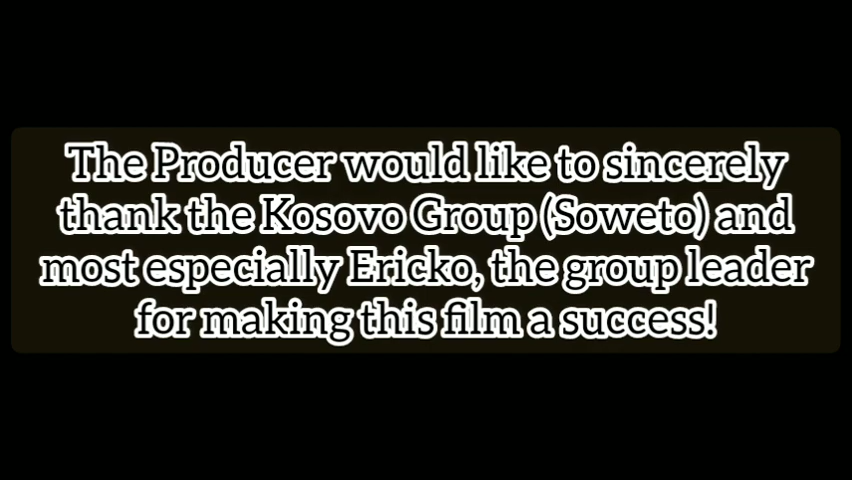 The Producer would like to sincerely
thank the Kosovo Group (Soweto) and
most especially Ericko, the group leader
for making this film a success!